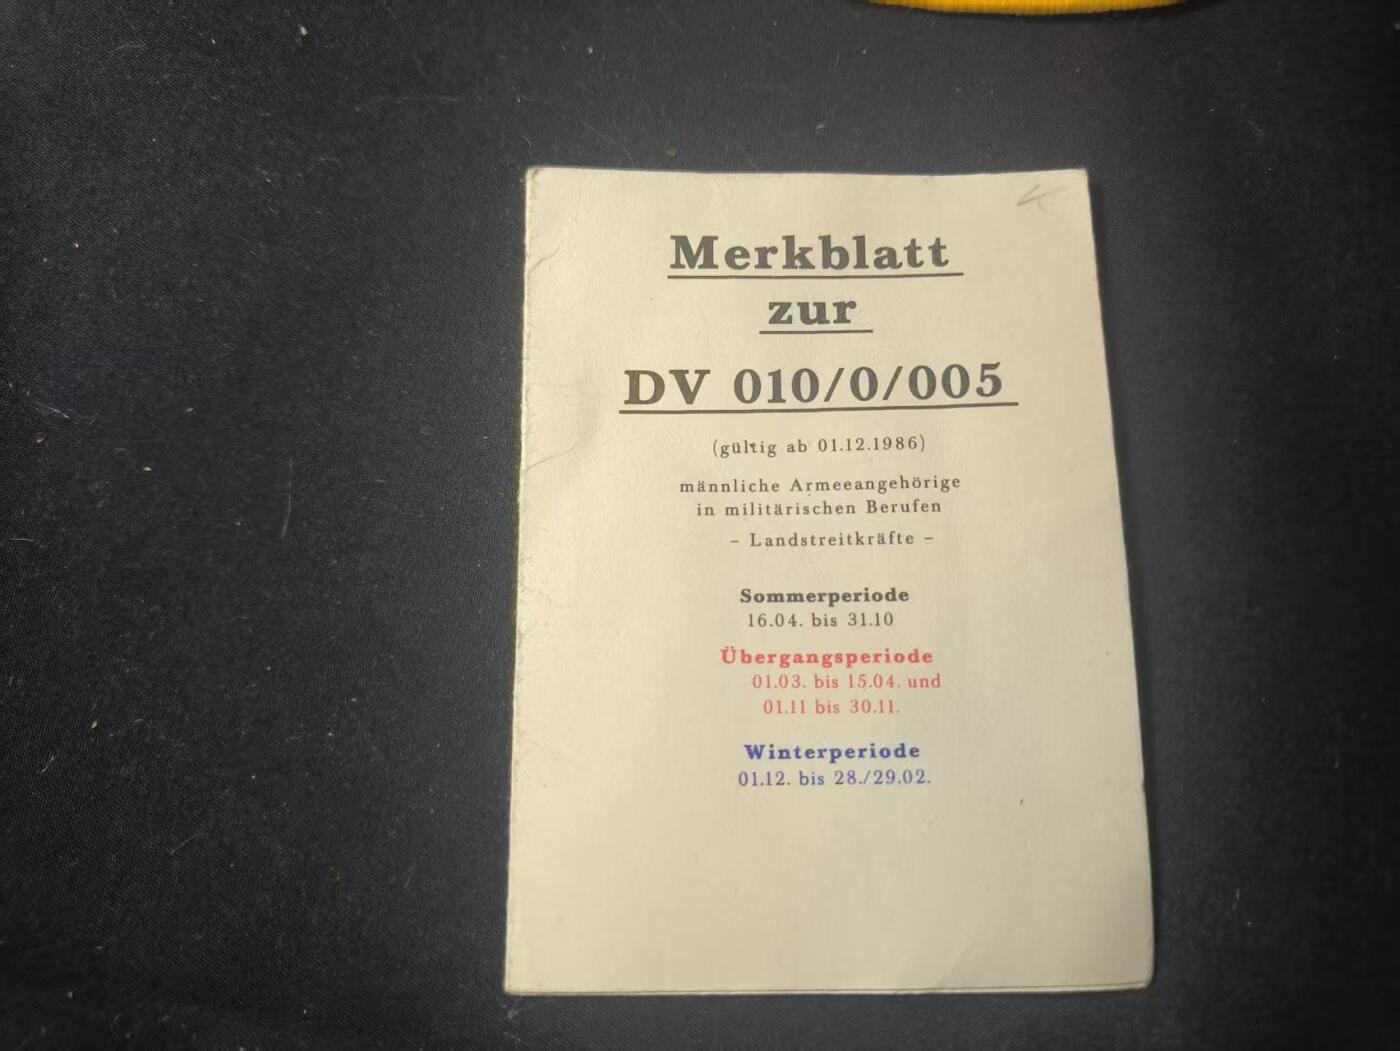 Merkblatt
zur
DV 010/0/005
(gültig ab 01.12.1986)
männliche Armeeangehörige
in militärischen Berufen
– Landstreitkräfte –
Sommerperiode
16.04. bis 31.10
Übergangsperiode
01.03. bis 15.04. und
01.11 bis 30.11.
Winterperiode
01.12. bis 28./29.02.